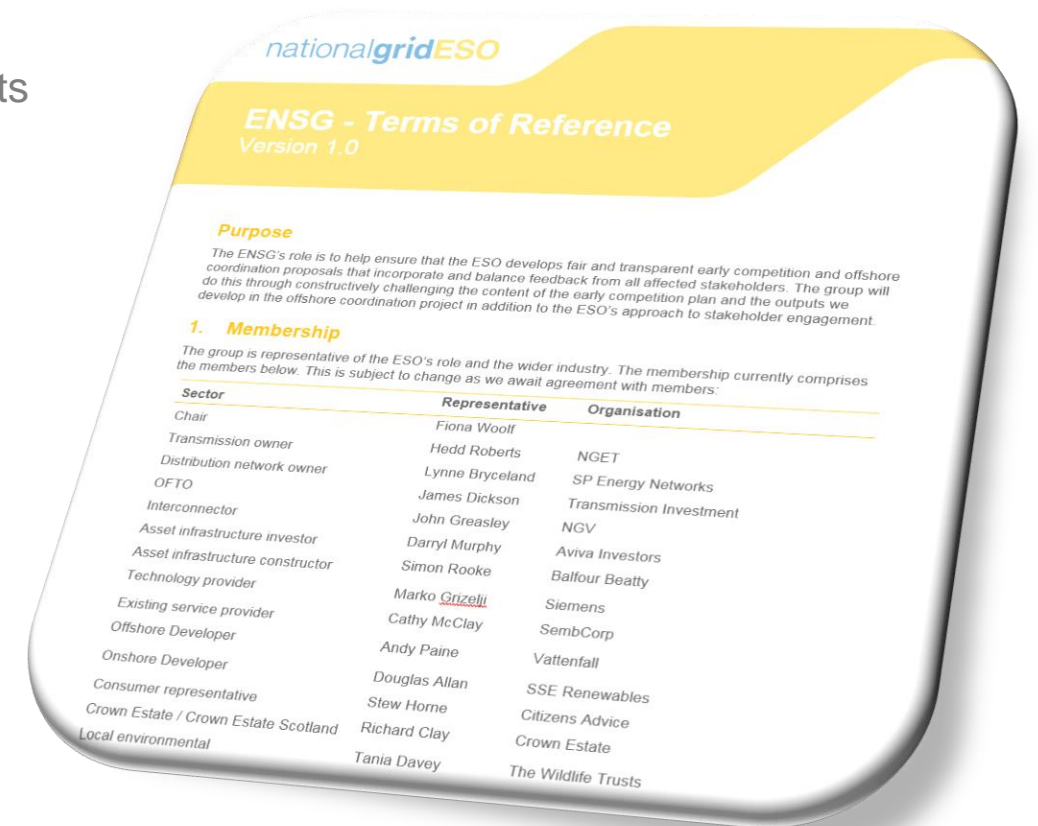 ts
nationalgridESO
ENSG - Terms of Reference
Version 1.0
Purpose
The ENSG's role is to help ensure that the ESO develops fair and transparent early competition and offshore
coordination proposals that incorporate and balance feedback from all affected stakeholders. The group will
do this through constructively challenging the content of the early competition plan and the outputs we
develop in the offshore coordination project in addition to the ESO's approach to stakeholder engagement.
1. Membership
The group is representative of the ESO's role and the wider industry. The membership currently comprises
the members below. This is subject to change as we await agreement with members:
Sector Representative Organisation
Chair Fiona Woolf
Transmission owner Hedd Roberts NGET
Distribution network owner Lynne Bryceland SP Energy Networks
OFTO James Dickson Transmission Investment
Interconnector John Greasley NGV
Asset infrastructure investor Darryl Murphy Aviva Investors
Asset infrastructure constructor Simon Rooke Balfour Beatty
Technology provider Marko Grizelji Siemens
Existing service provider Cathy McClay SembCorp
Offshore Developer Andy Paine Vattenfall
Onshore Developer Douglas Allan SSE Renewables
Consumer representative Stew Horne Citizens Advice
Crown Estate / Crown Estate Scotland Richard Clay Crown Estate
Local environmental Tania Davey The Wildlife Trusts